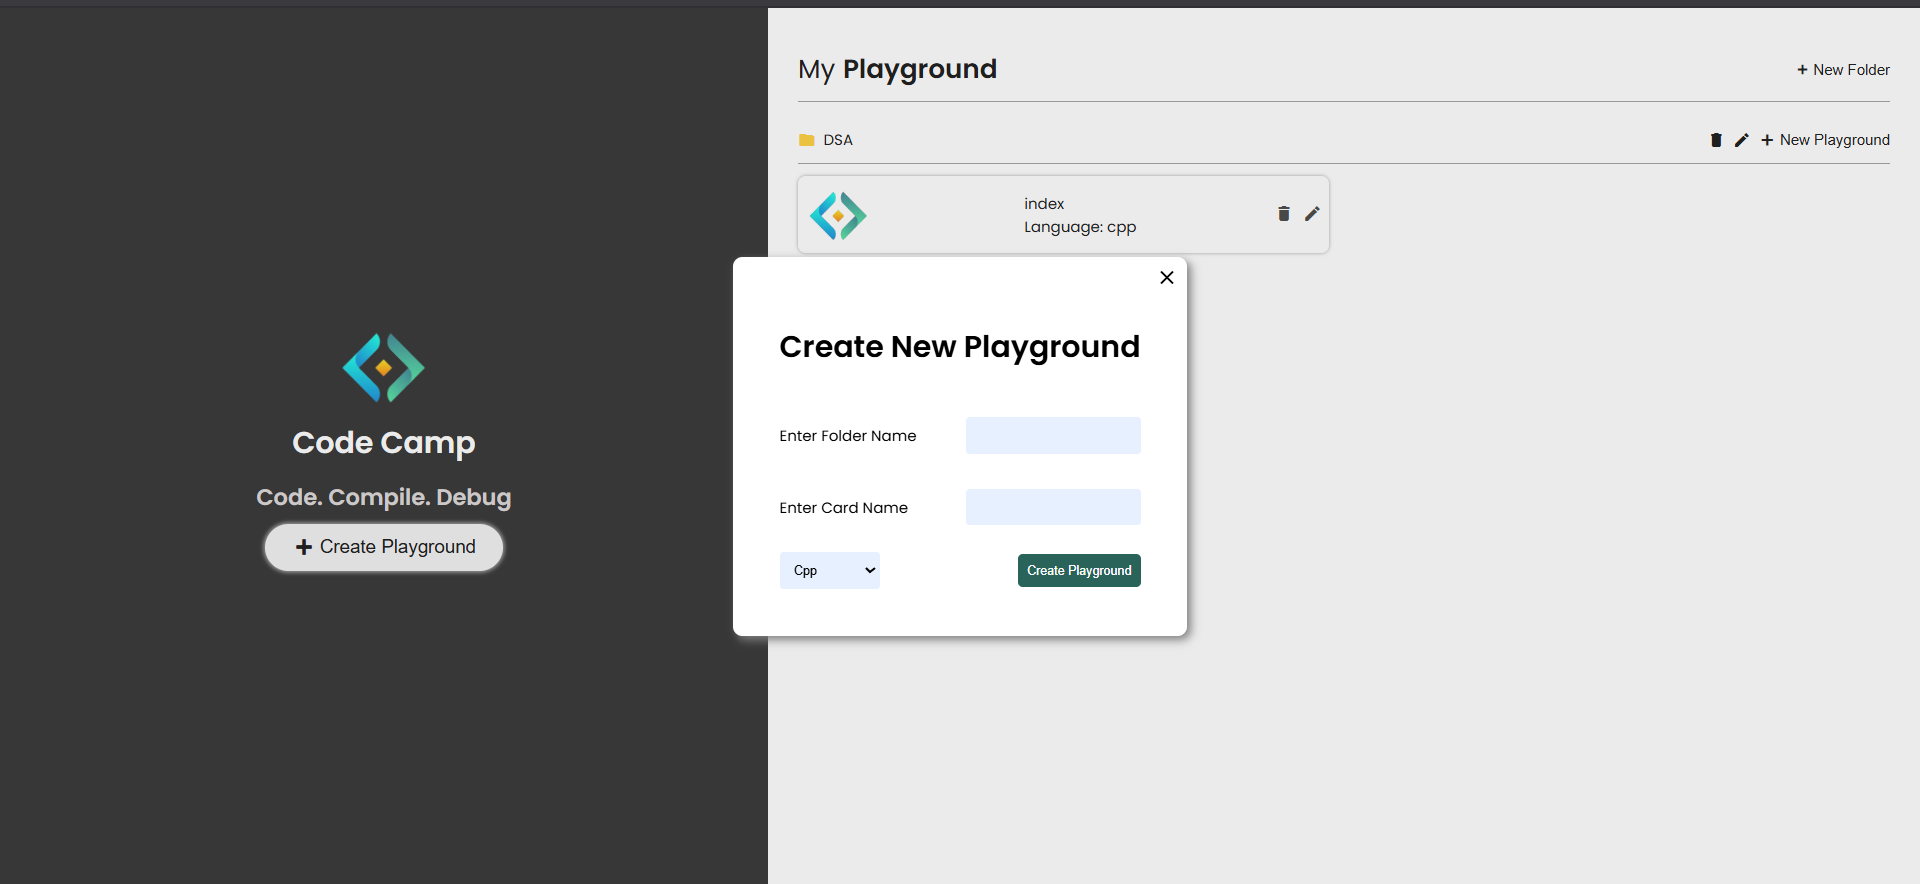 My Playground
+ New Folder
DSA
+ New Playground
index
Language: cpp
Code Camp
Code. Compile. Debug
+ Create Playground
Create New Playground
Enter Folder Name
Enter Card Name
Cpp
Create Playground